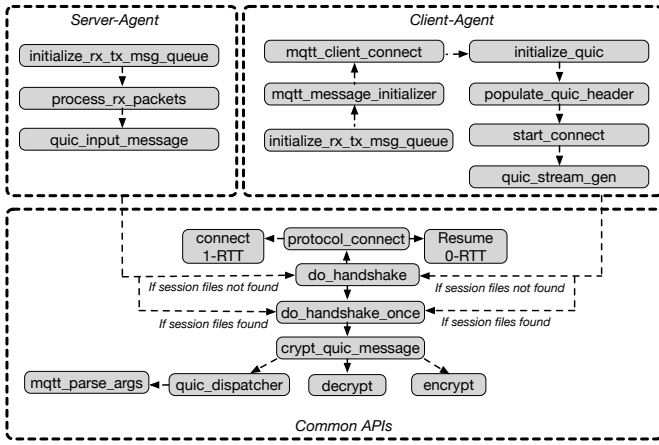 Server-Agent
initialize_rx_tx_msg_queue
process_rx_packets
quic_input_message
Client-Agent
mqtt_client_connect
mqtt_message_initializer
initialize_rx_tx_msg_queue
initialize_quic
populate_quic_header
start_connect
quic_stream_gen
connect
1-RTT
protocol_connect
Resume
0-RTT
do_handshake
If session files not found
If session files not found
do_handshake_once
If session files found
If session files found
crypt_quic_message
mqtt_parse_args
quic_dispatcher
decrypt
encrypt
Common APIs